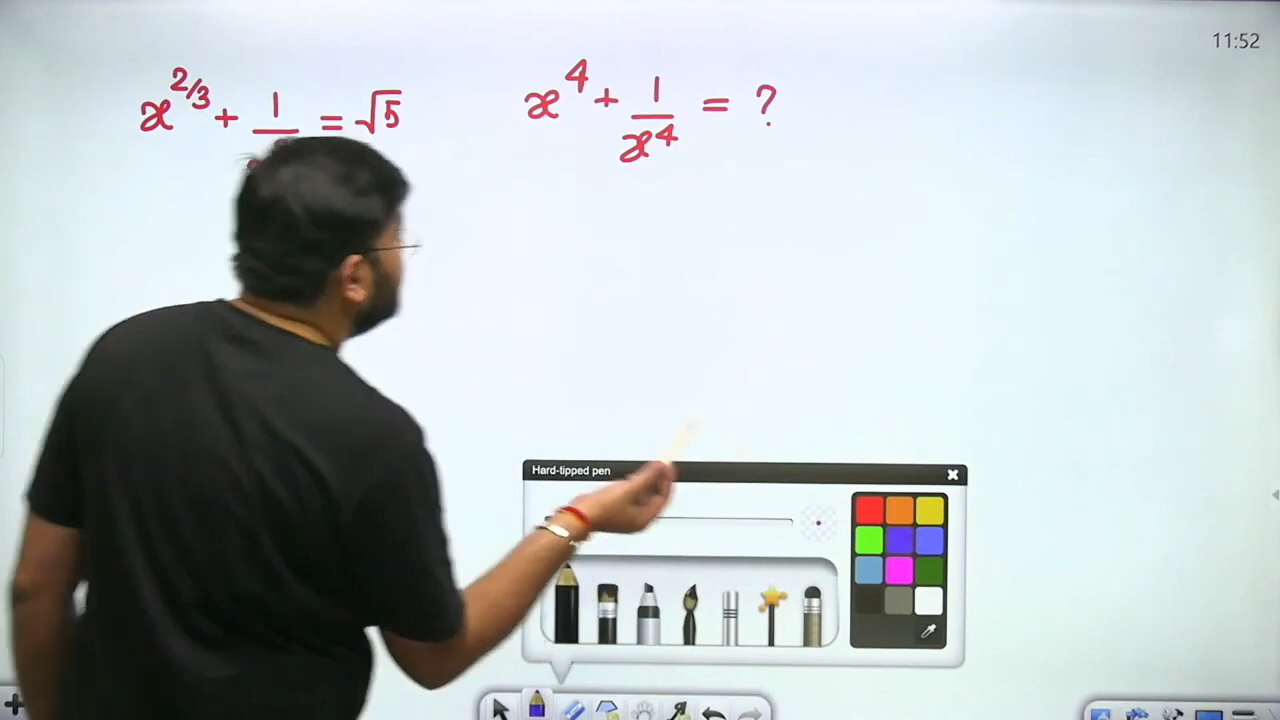 11:52
x^{2/3} + 1/ = √5
x^4 + 1/x^4 = ?
Hard-tipped pen